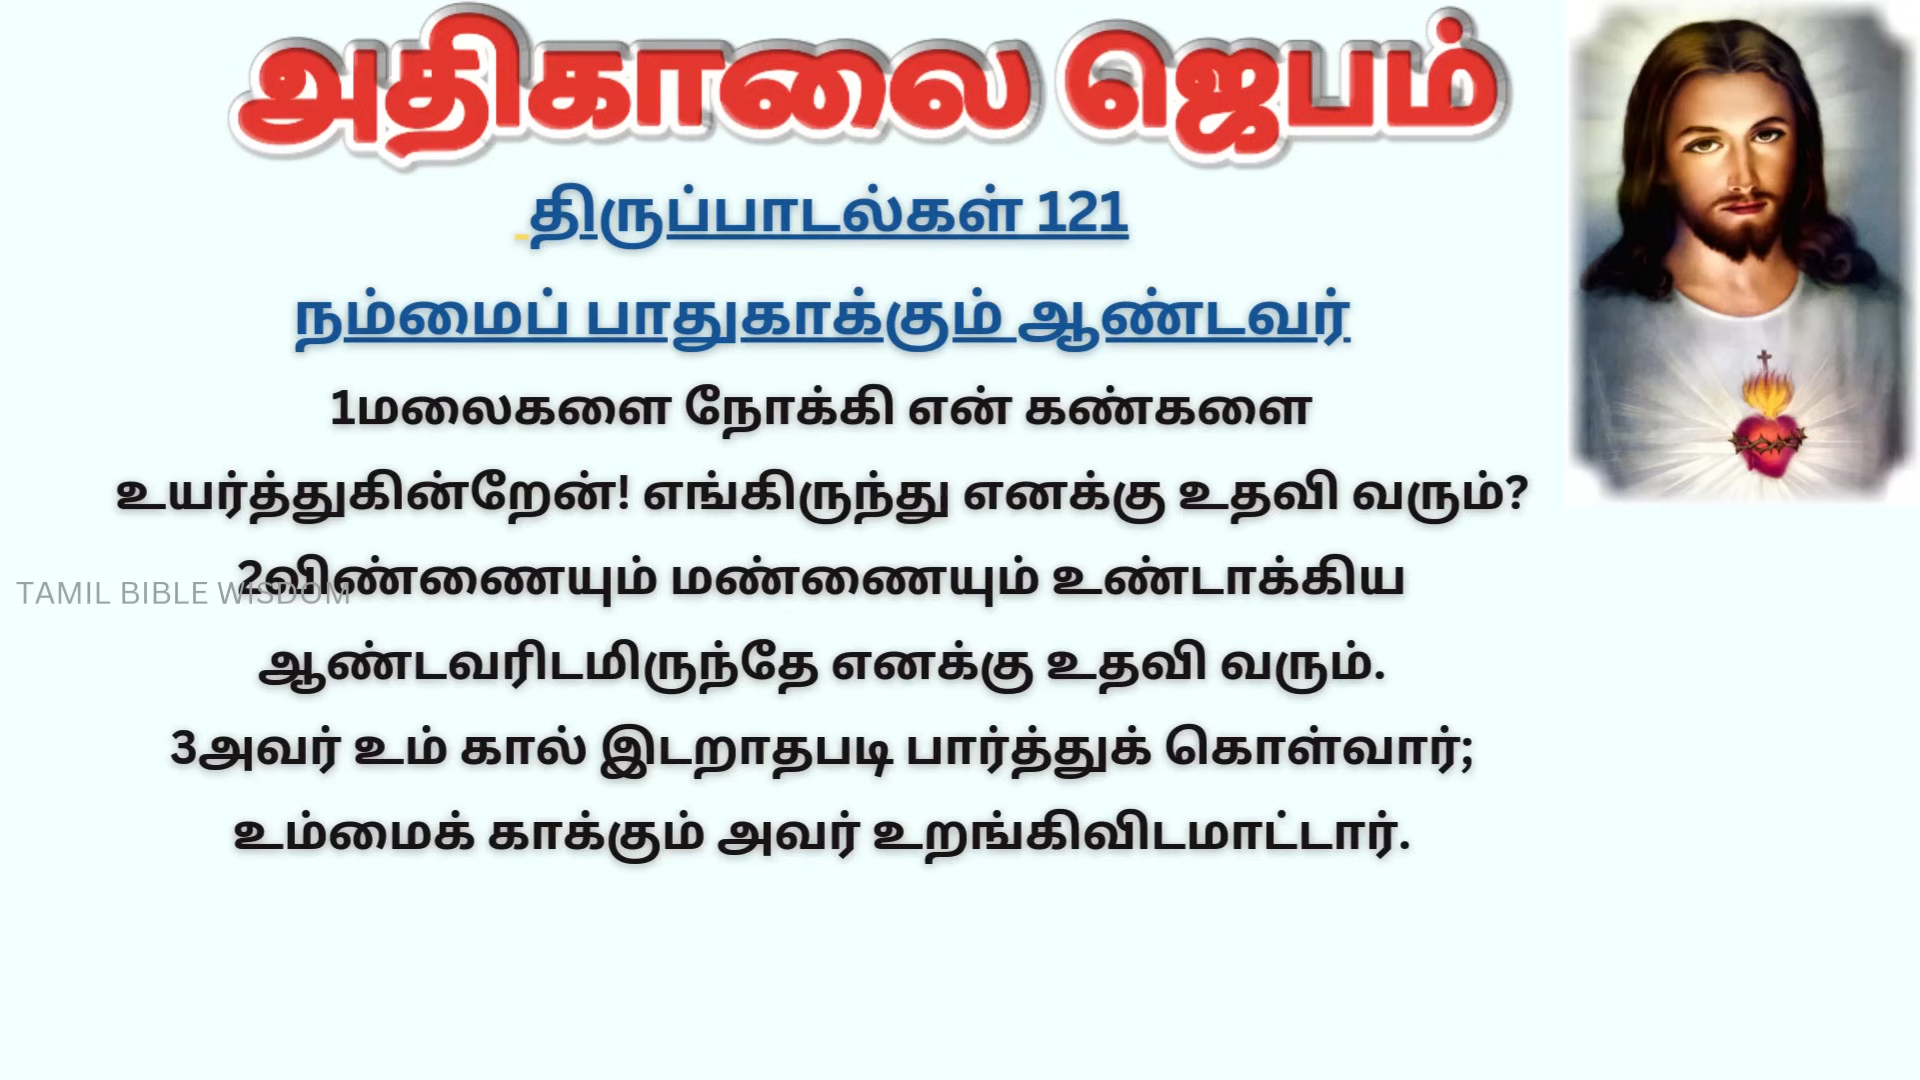 அதிகாலை ஜெபம்
திருப்பாடல்கள் 121
நம்மைப் பாதுகாக்கும் ஆண்டவர்
1மலைகளை நோக்கி என் கண்களை
உயர்த்துகின்றேன்! எங்கிருந்து எனக்கு உதவி வரும்?
2விண்ணையும் மண்ணையும் உண்டாக்கிய
TAMIL BIBLE WISDOM
ஆண்டவரிடமிருந்தே எனக்கு உதவி வரும்.
3அவர் உம் கால் இடறாதபடி பார்த்துக் கொள்வார்;
உம்மைக் காக்கும் அவர் உறங்கிவிடமாட்டார்.